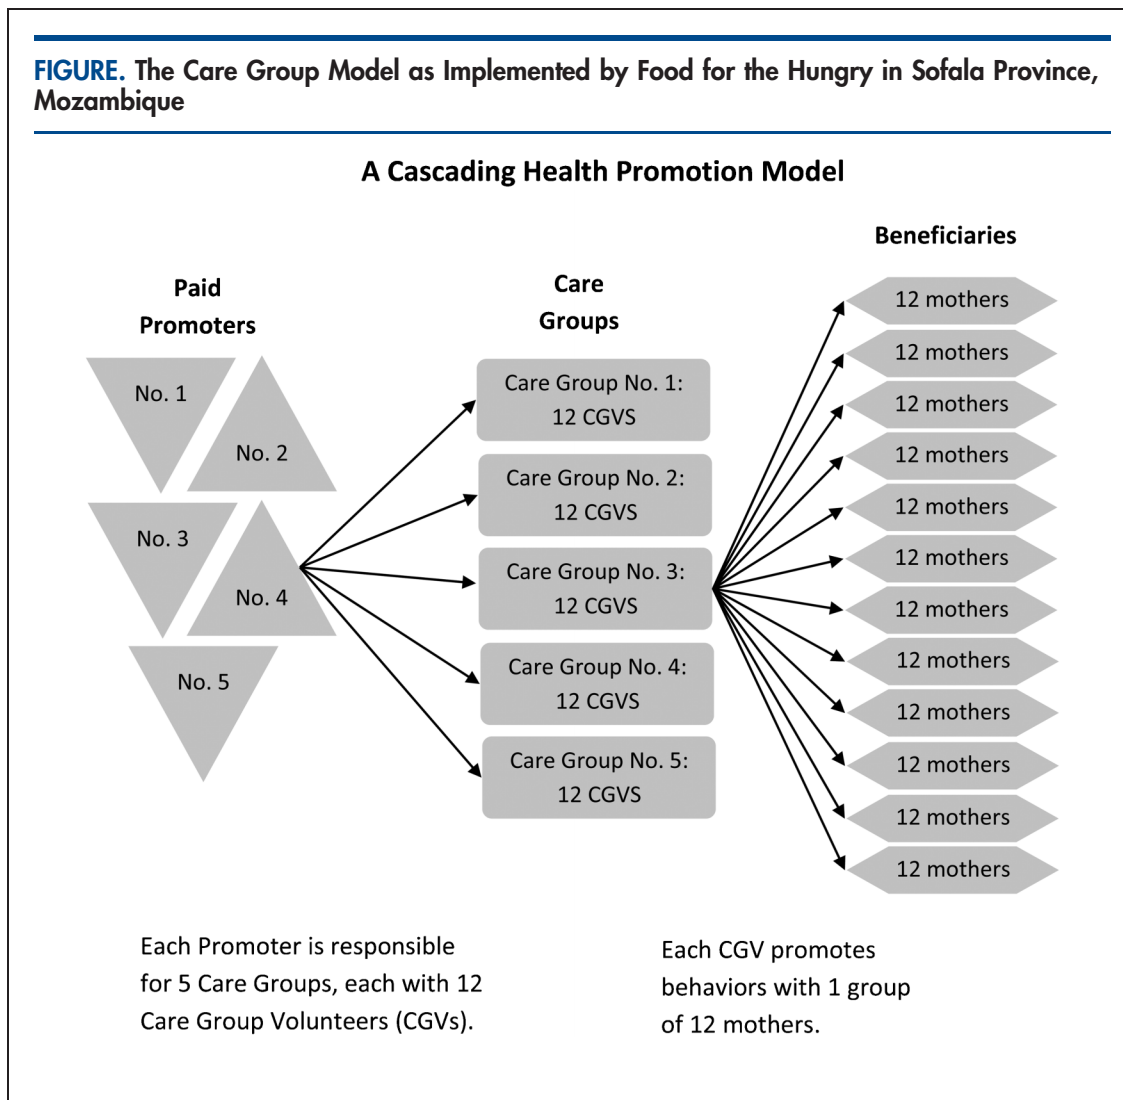 FIGURE. The Care Group Model as Implemented by Food for the Hungry in Sofala Province,
Mozambique
A Cascading Health Promotion Model
Paid
Promoters
No. 1
No. 2
No. 3
No. 4
No. 5
Care
Groups
Care Group No. 1:
12 CGVS
Care Group No. 2:
12 CGVS
Care Group No. 3:
12 CGVS
Care Group No. 4:
12 CGVS
Care Group No. 5:
12 CGVS
Beneficiaries
12 mothers
12 mothers
12 mothers
12 mothers
12 mothers
12 mothers
12 mothers
12 mothers
12 mothers
12 mothers
12 mothers
12 mothers
Each Promoter is responsible
for 5 Care Groups, each with 12
Care Group Volunteers (CGVs).
Each CGV promotes
behaviors with 1 group
of 12 mothers.